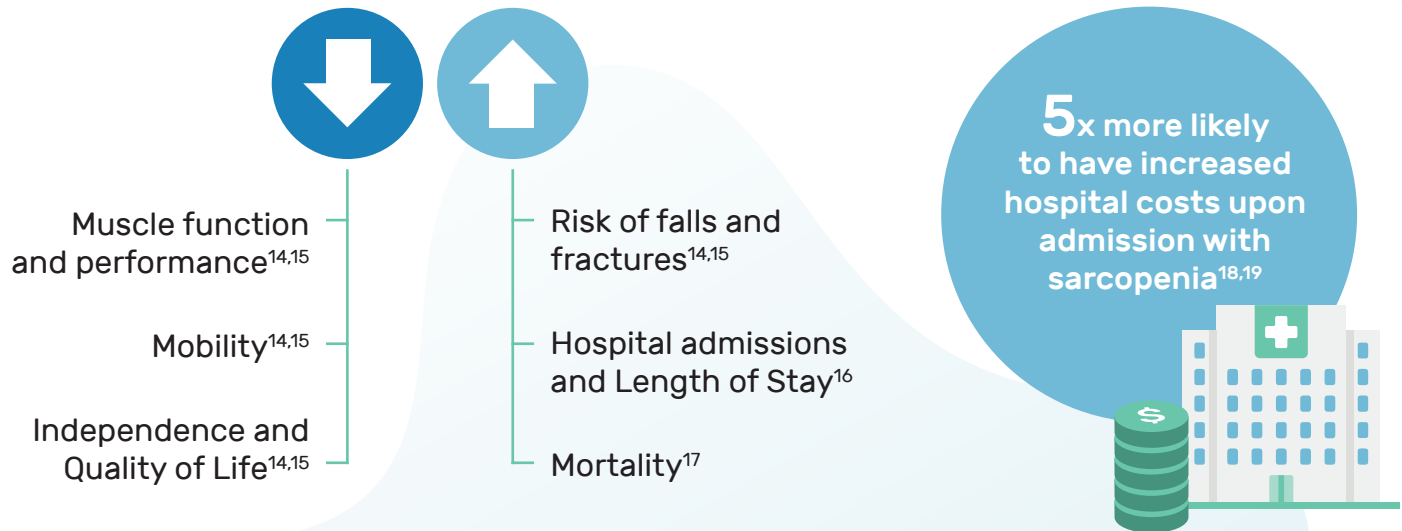 Muscle function
and performance14,15
Mobility14,15
Independence and
Quality of Life14,15
Risk of falls and
fractures14,15
Hospital admissions
and Length of Stay16
Mortality17
5x more likely
to have increased
hospital costs upon
admission with
sarcopenia18,19
$